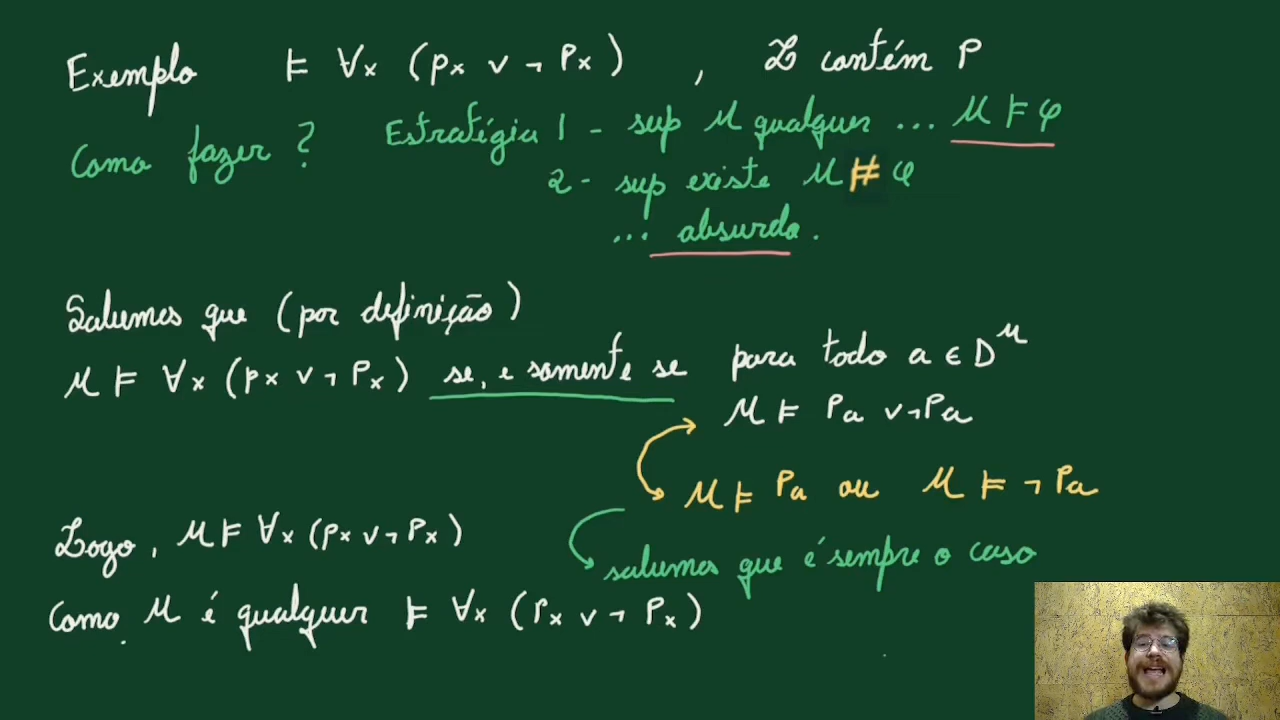 Exemplo ⊨ ∀x (Px ∨ ¬Px) , L contém P
Como fazer? Estratégia 1 - sup M qualquer ... M ⊨ φ
2 - sup existe M ⊭ φ
... absurdo.
Sabemos que (por definição)
M ⊨ ∀x (Px ∨ ¬Px) se, e somente se para todo a ∈ D^M
M ⊨ Pa ∨ ¬Pa
M ⊨ Pa ou M ⊨ ¬Pa
Logo, M ⊨ ∀x (Px ∨ ¬Px)
sabemos que é sempre o caso
Como M é qualquer ⊨ ∀x (Px ∨ ¬Px)